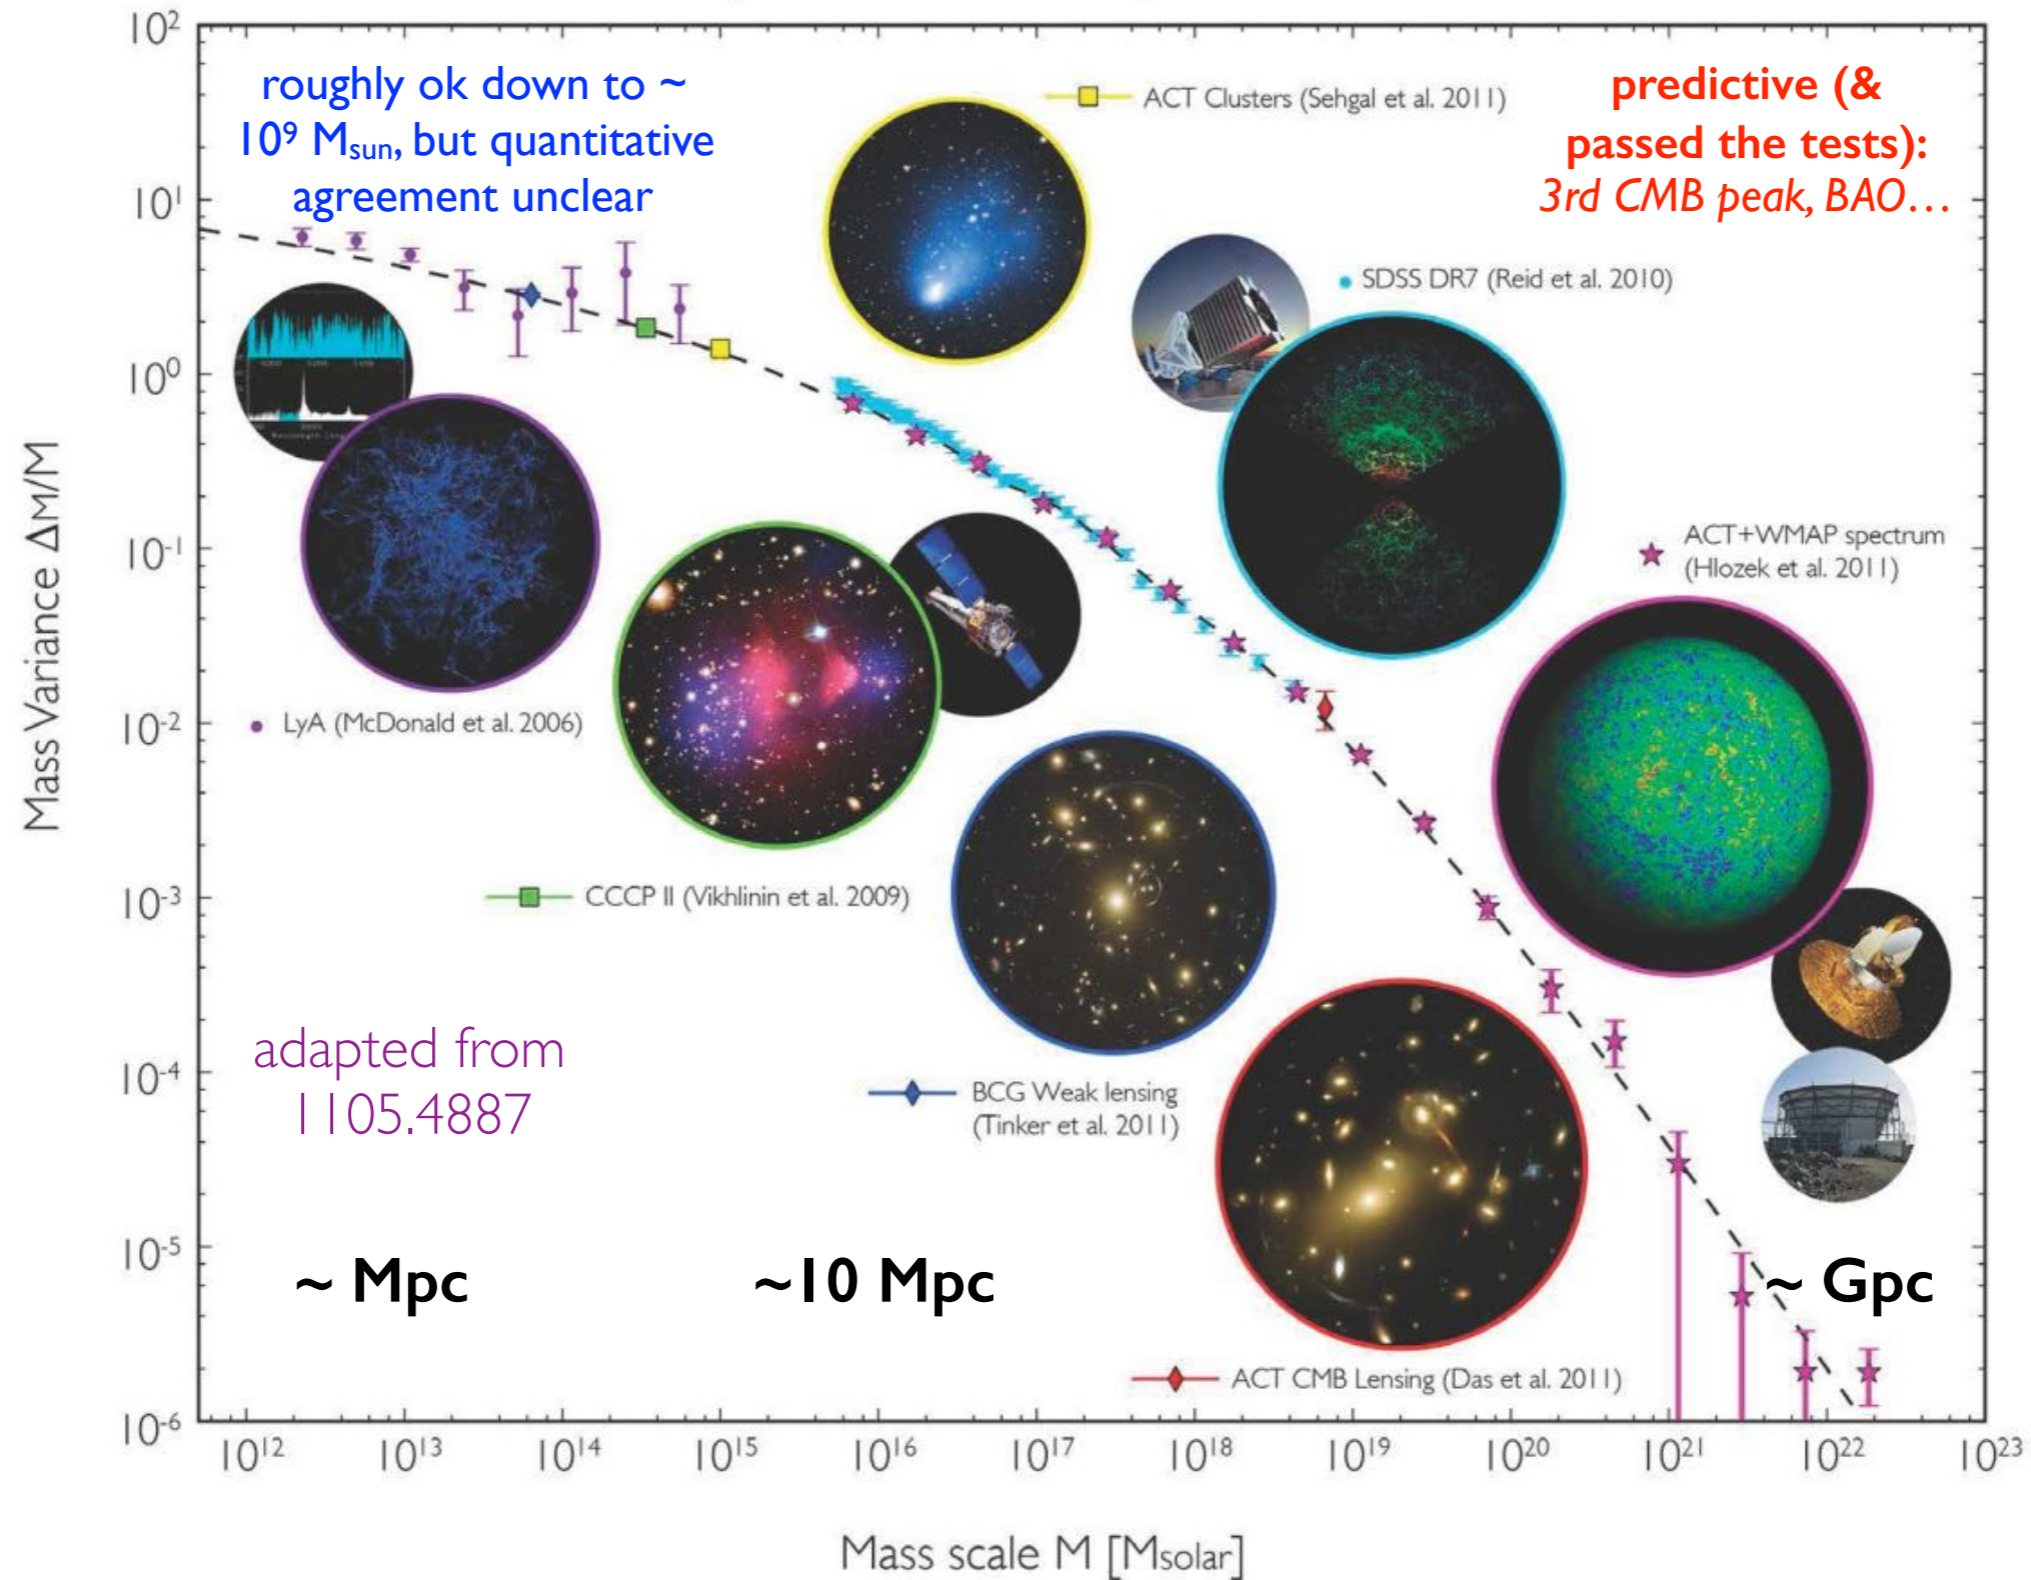 10²
roughly ok down to ~
10⁹ Msun, but quantitative
agreement unclear
ACT Clusters (Sehgal et al. 2011)
predictive (&
passed the tests):
3rd CMB peak, BAO...
10¹
SDSS DR7 (Reid et al. 2010)
10⁰
Mass Variance ΔM/M
10⁻¹
ACT+WMAP spectrum
(Hlozek et al. 2011)
LyA (McDonald et al. 2006)
10⁻²
CCCP II (Vikhlinin et al. 2009)
10⁻³
adapted from
1105.4887
10⁻⁴
BCG Weak lensing
(Tinker et al. 2011)
10⁻⁵
~ Mpc
~10 Mpc
~ Gpc
ACT CMB Lensing (Das et al. 2011)
10⁻⁶
10¹² 10¹³ 10¹⁴ 10¹⁵ 10¹⁶ 10¹⁷ 10¹⁸ 10¹⁹ 10²⁰ 10²¹ 10²² 10²³
Mass scale M [Msolar]